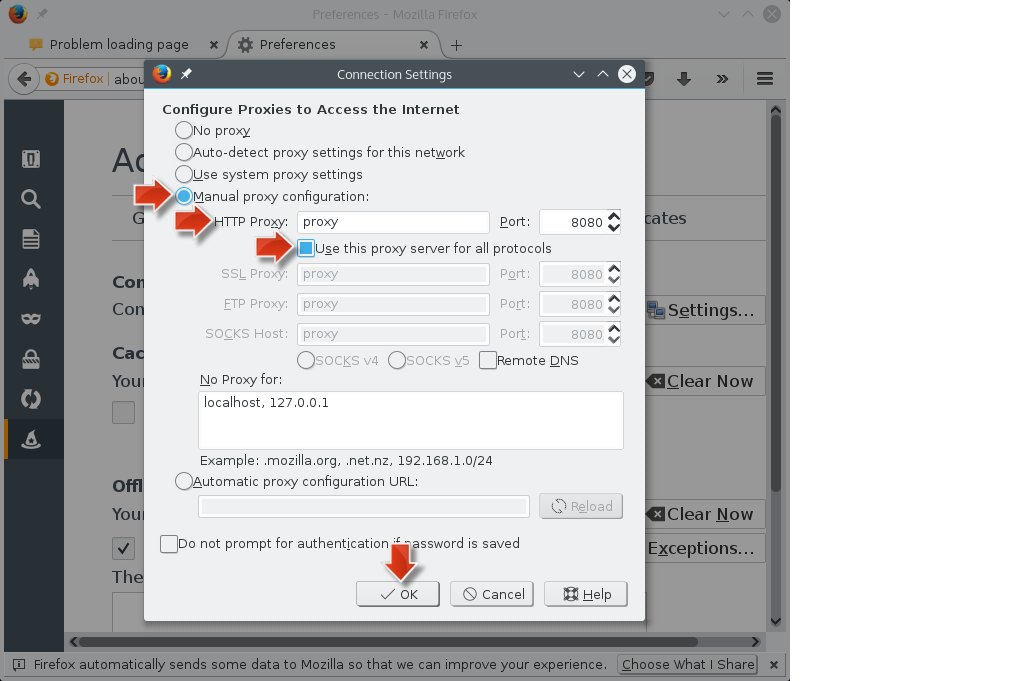 Preferences – Mozilla Firefox
Problem loading page
Preferences
Firefox
abou
Connection Settings
Configure Proxies to Access the Internet
No proxy
Auto-detect proxy settings for this network
Use system proxy settings
Manual proxy configuration:
HTTP Proxy: proxy Port: 8080
Use this proxy server for all protocols
SSL Proxy: proxy Port: 8080
FTP Proxy: proxy Port: 8080
SOCKS Host: proxy Port: 8080
SOCKS v4 SOCKS v5 Remote DNS
No Proxy for:
localhost, 127.0.0.1
Example: .mozilla.org, .net.nz, 192.168.1.0/24
Automatic proxy configuration URL:
Reload
Do not prompt for authentication if password is saved
OK Cancel Help
Ad
G
cates
Con
Con
Settings...
Cac
Your
Clear Now
Offl
Your
Clear Now
Exceptions...
The
Firefox automatically sends some data to Mozilla so that we can improve your experience. Choose What I Share